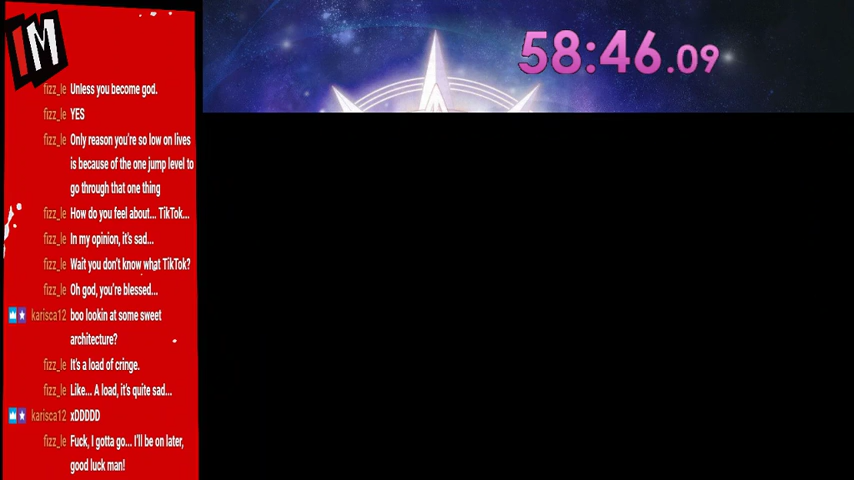 IM
58:46.09
fizz_le Unless you become god.
fizz_le YES
fizz_le Only reason you're so low on lives
is because of the one jump level to
go through that one thing
fizz_le How do you feel about... TikTok...
fizz_le In my opinion, it's sad...
fizz_le Wait you don't know what TikTok?
fizz_le Oh god, you're blessed...
karisca12 boo lookin at some sweet
architecture?
fizz_le It's a load of cringe.
fizz_le Like... A load, it's quite sad...
karisca12 xDDDDD
fizz_le Fuck, I gotta go... I'll be on later,
good luck man!